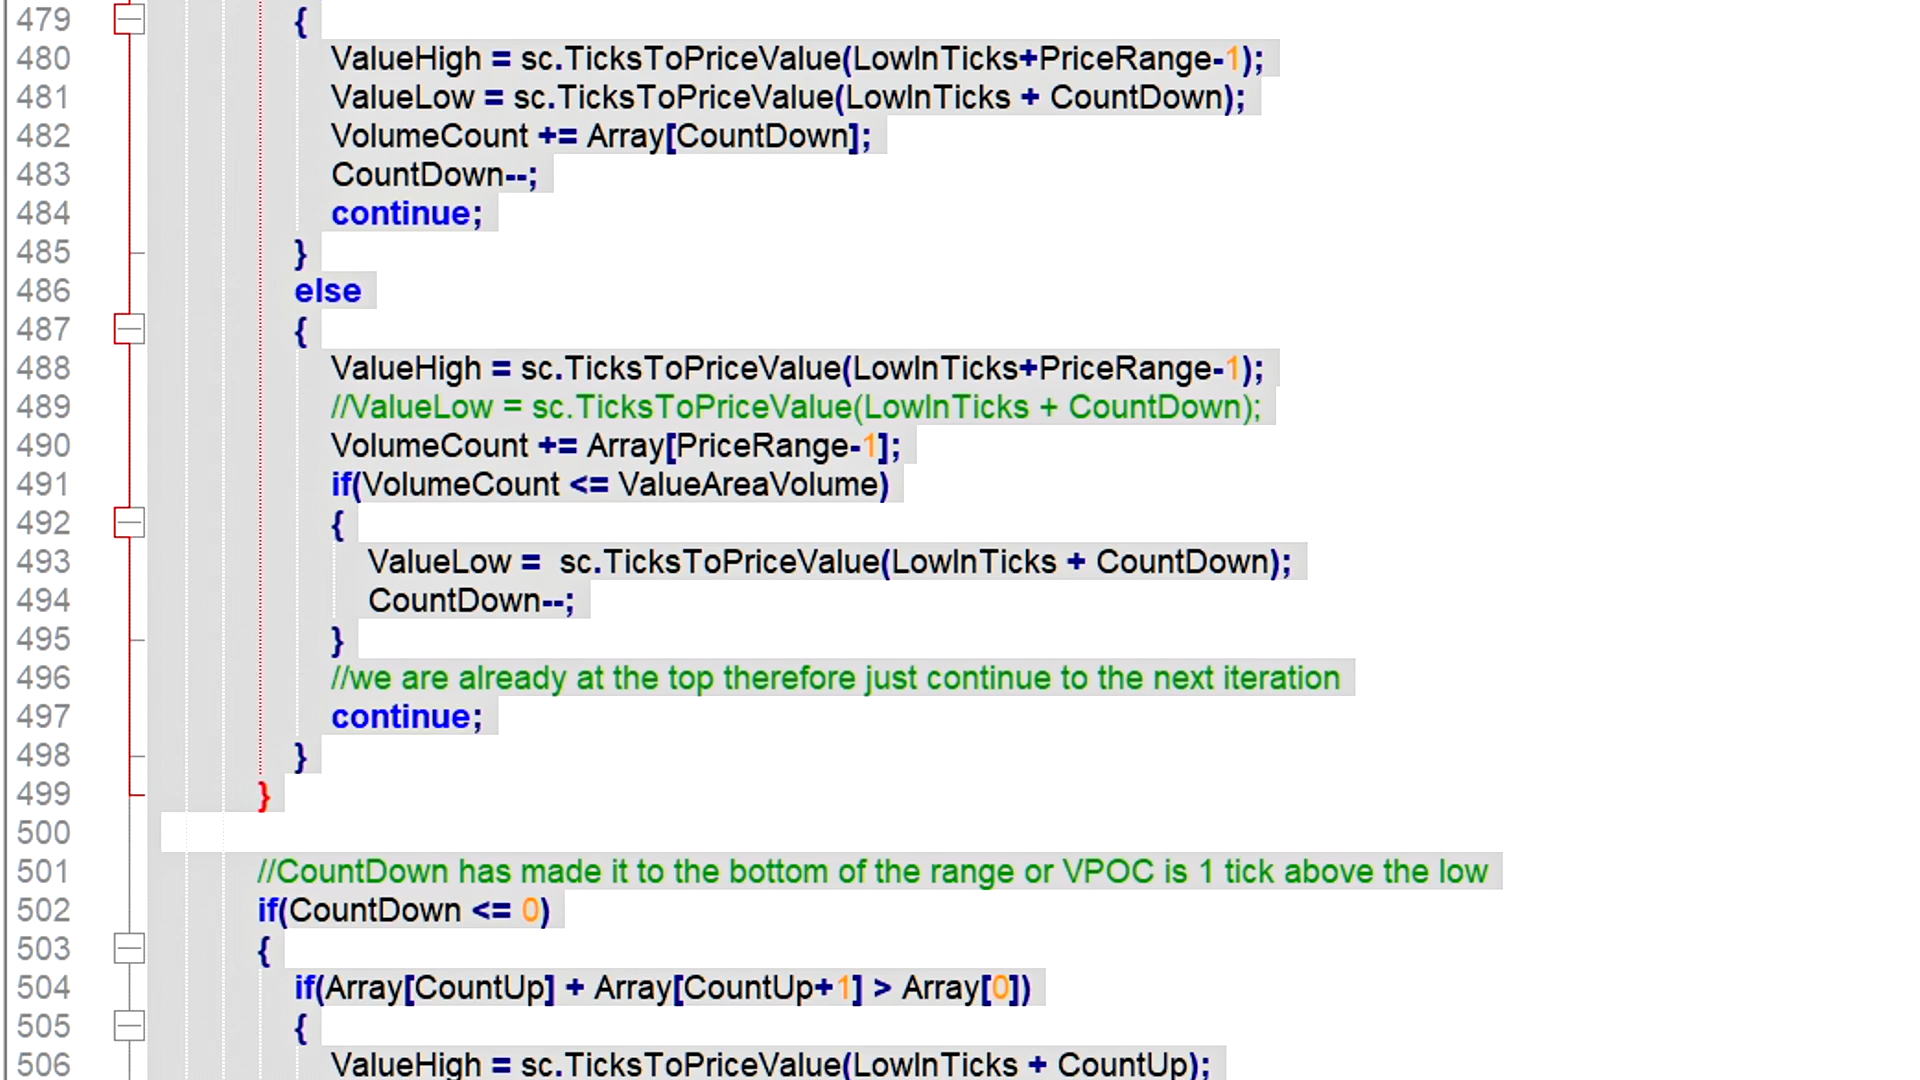 479 {
480 ValueHigh = sc.TicksToPriceValue(LowInTicks+PriceRange-1);
481 ValueLow = sc.TicksToPriceValue(LowInTicks + CountDown);
482 VolumeCount += Array[CountDown];
483 CountDown--;
484 continue;
485 }
486 else
487 {
488 ValueHigh = sc.TicksToPriceValue(LowInTicks+PriceRange-1);
489 //ValueLow = sc.TicksToPriceValue(LowInTicks + CountDown);
490 VolumeCount += Array[PriceRange-1];
491 if(VolumeCount <= ValueAreaVolume)
492 {
493 ValueLow =  sc.TicksToPriceValue(LowInTicks + CountDown);
494 CountDown--;
495 }
496 //we are already at the top therefore just continue to the next iteration
497 continue;
498 }
499 }
500
501 //CountDown has made it to the bottom of the range or VPOC is 1 tick above the low
502 if(CountDown <= 0)
503 {
504 if(Array[CountUp] + Array[CountUp+1] > Array[0])
505 {
506 ValueHigh = sc.TicksToPriceValue(LowInTicks + CountUp);